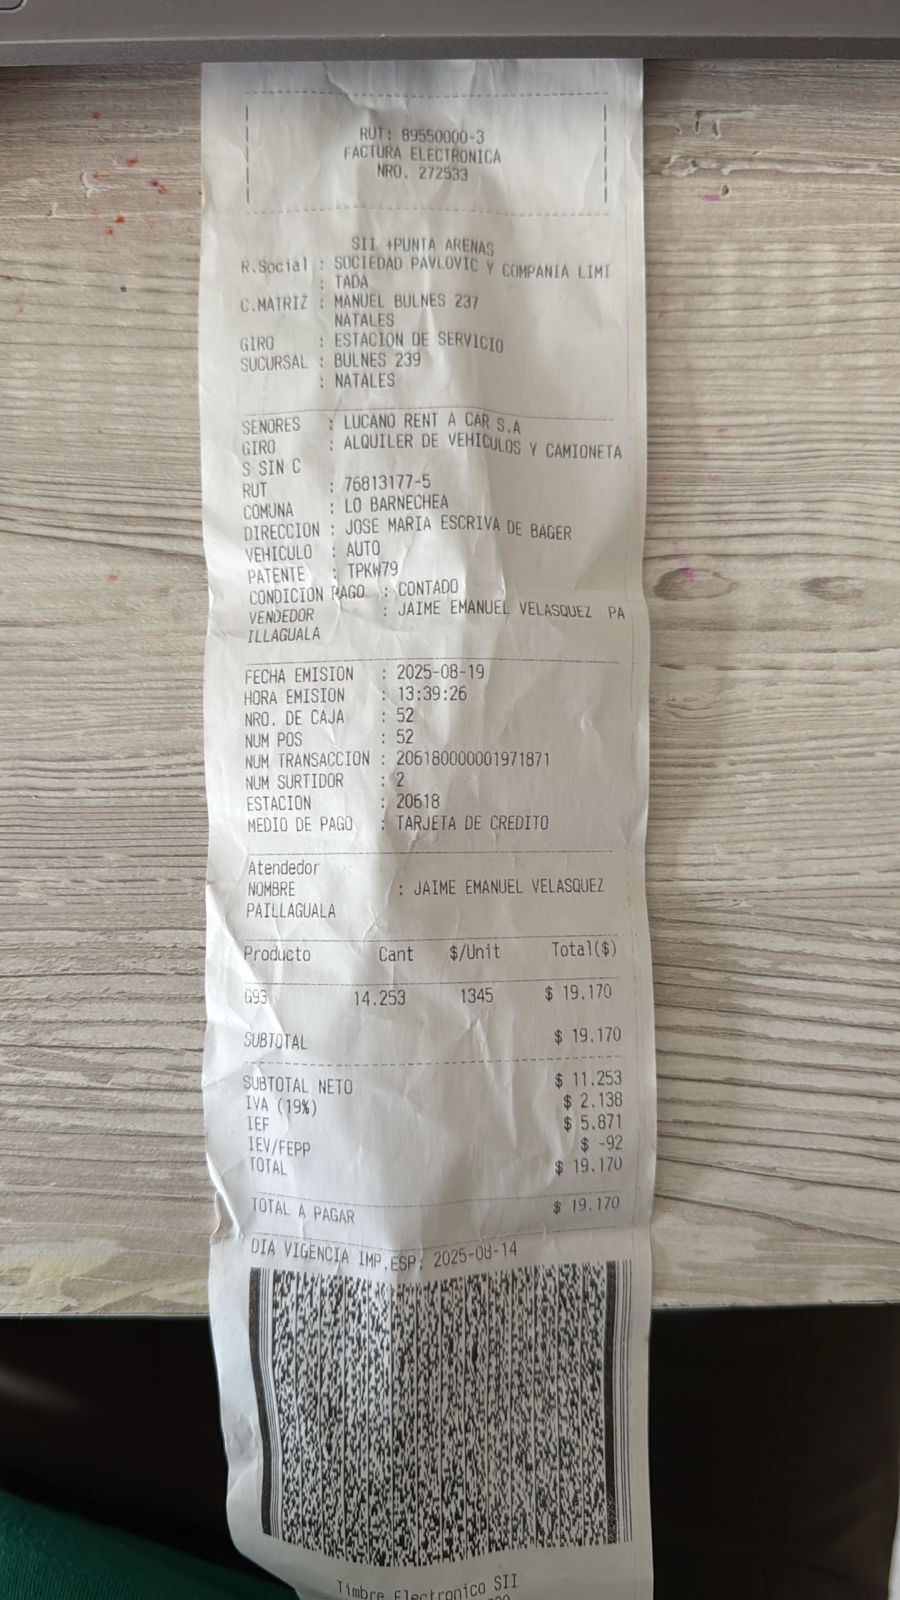 RUT: 89550000-3
FACTURA ELECTRONICA
NRO. 272533
SII +PUNTA ARENAS
R.Social : SOCIEDAD PAVLOVIC Y COMPANIA LIMI
: TADA
C.MATRIZ : MANUEL BULNES 237
NATALES
GIRO : ESTACION DE SERVICIO
SUCURSAL : BULNES 239
: NATALES
SENORES : LUCANO RENT A CAR S.A
GIRO : ALQUILER DE VEHICULOS Y CAMIONETA
S SIN C
RUT : 76813177-5
COMUNA : LO BARNECHEA
DIRECCION : JOSE MARIA ESCRIVA DE BAGER
VEHICULO : AUTO
PATENTE : TPKW79
CONDICION PAGO : CONTADO
VENDEDOR : JAIME EMANUEL VELASQUEZ PA
ILLAGUALA
FECHA EMISION : 2025-08-19
HORA EMISION : 13:39:26
NRO. DE CAJA : 52
NUM POS : 52
NUM TRANSACCION : 206180000001971871
NUM SURTIDOR : 2
ESTACION : 20618
MEDIO DE PAGO : TARJETA DE CREDITO
Atendedor
NOMBRE : JAIME EMANUEL VELASQUEZ
PAILLAGUALA
Producto Cant $/Unit Total($)
G93 14.253 1345 $ 19.170
SUBTOTAL $ 19.170
SUBTOTAL NETO $ 11.253
IVA (19%) $ 2.138
IEF $ 5.871
IEV/FEPP $ -92
TOTAL $ 19.170
TOTAL A PAGAR $ 19.170
DIA VIGENCIA IMP.ESP: 2025-08-14
Timbre Electronico SII